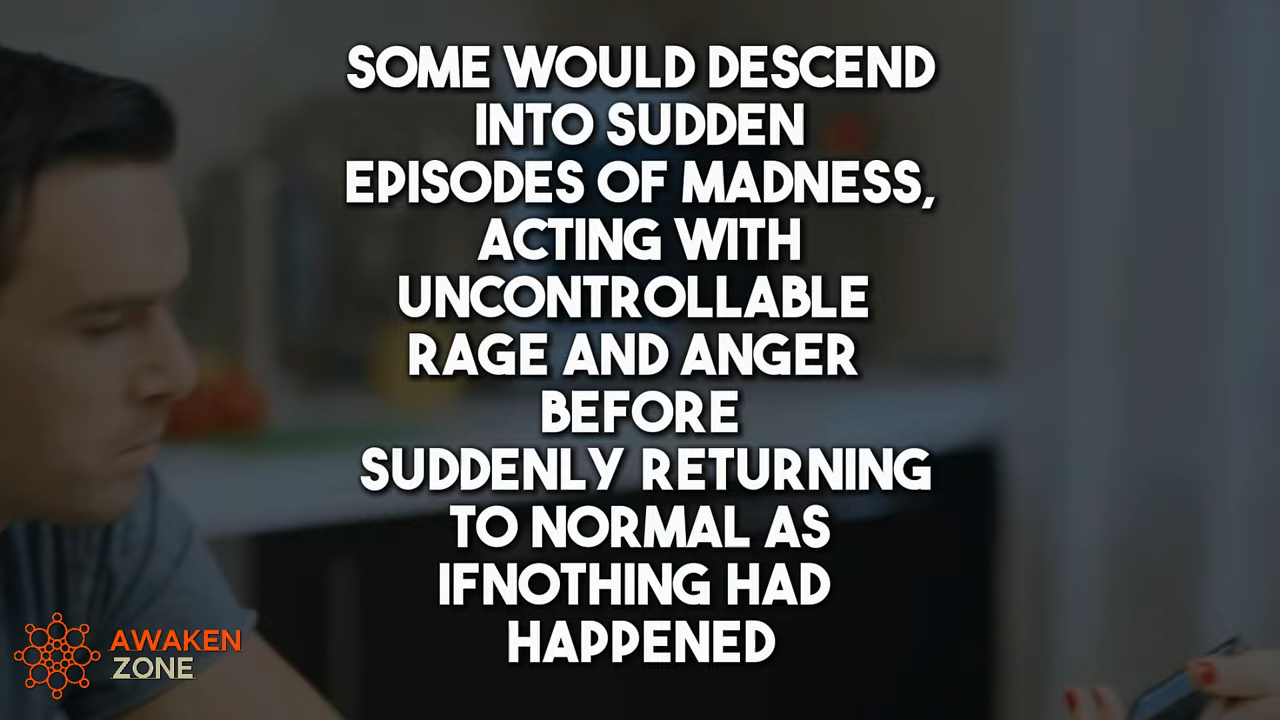 SOME WOULD DESCEND
INTO SUDDEN
EPISODES OF MADNESS,
ACTING WITH
UNCONTROLLABLE
RAGE AND ANGER
BEFORE
SUDDENLY RETURNING
TO NORMAL AS
IFNOTHING HAD
HAPPENED
AWAKEN
ZONE